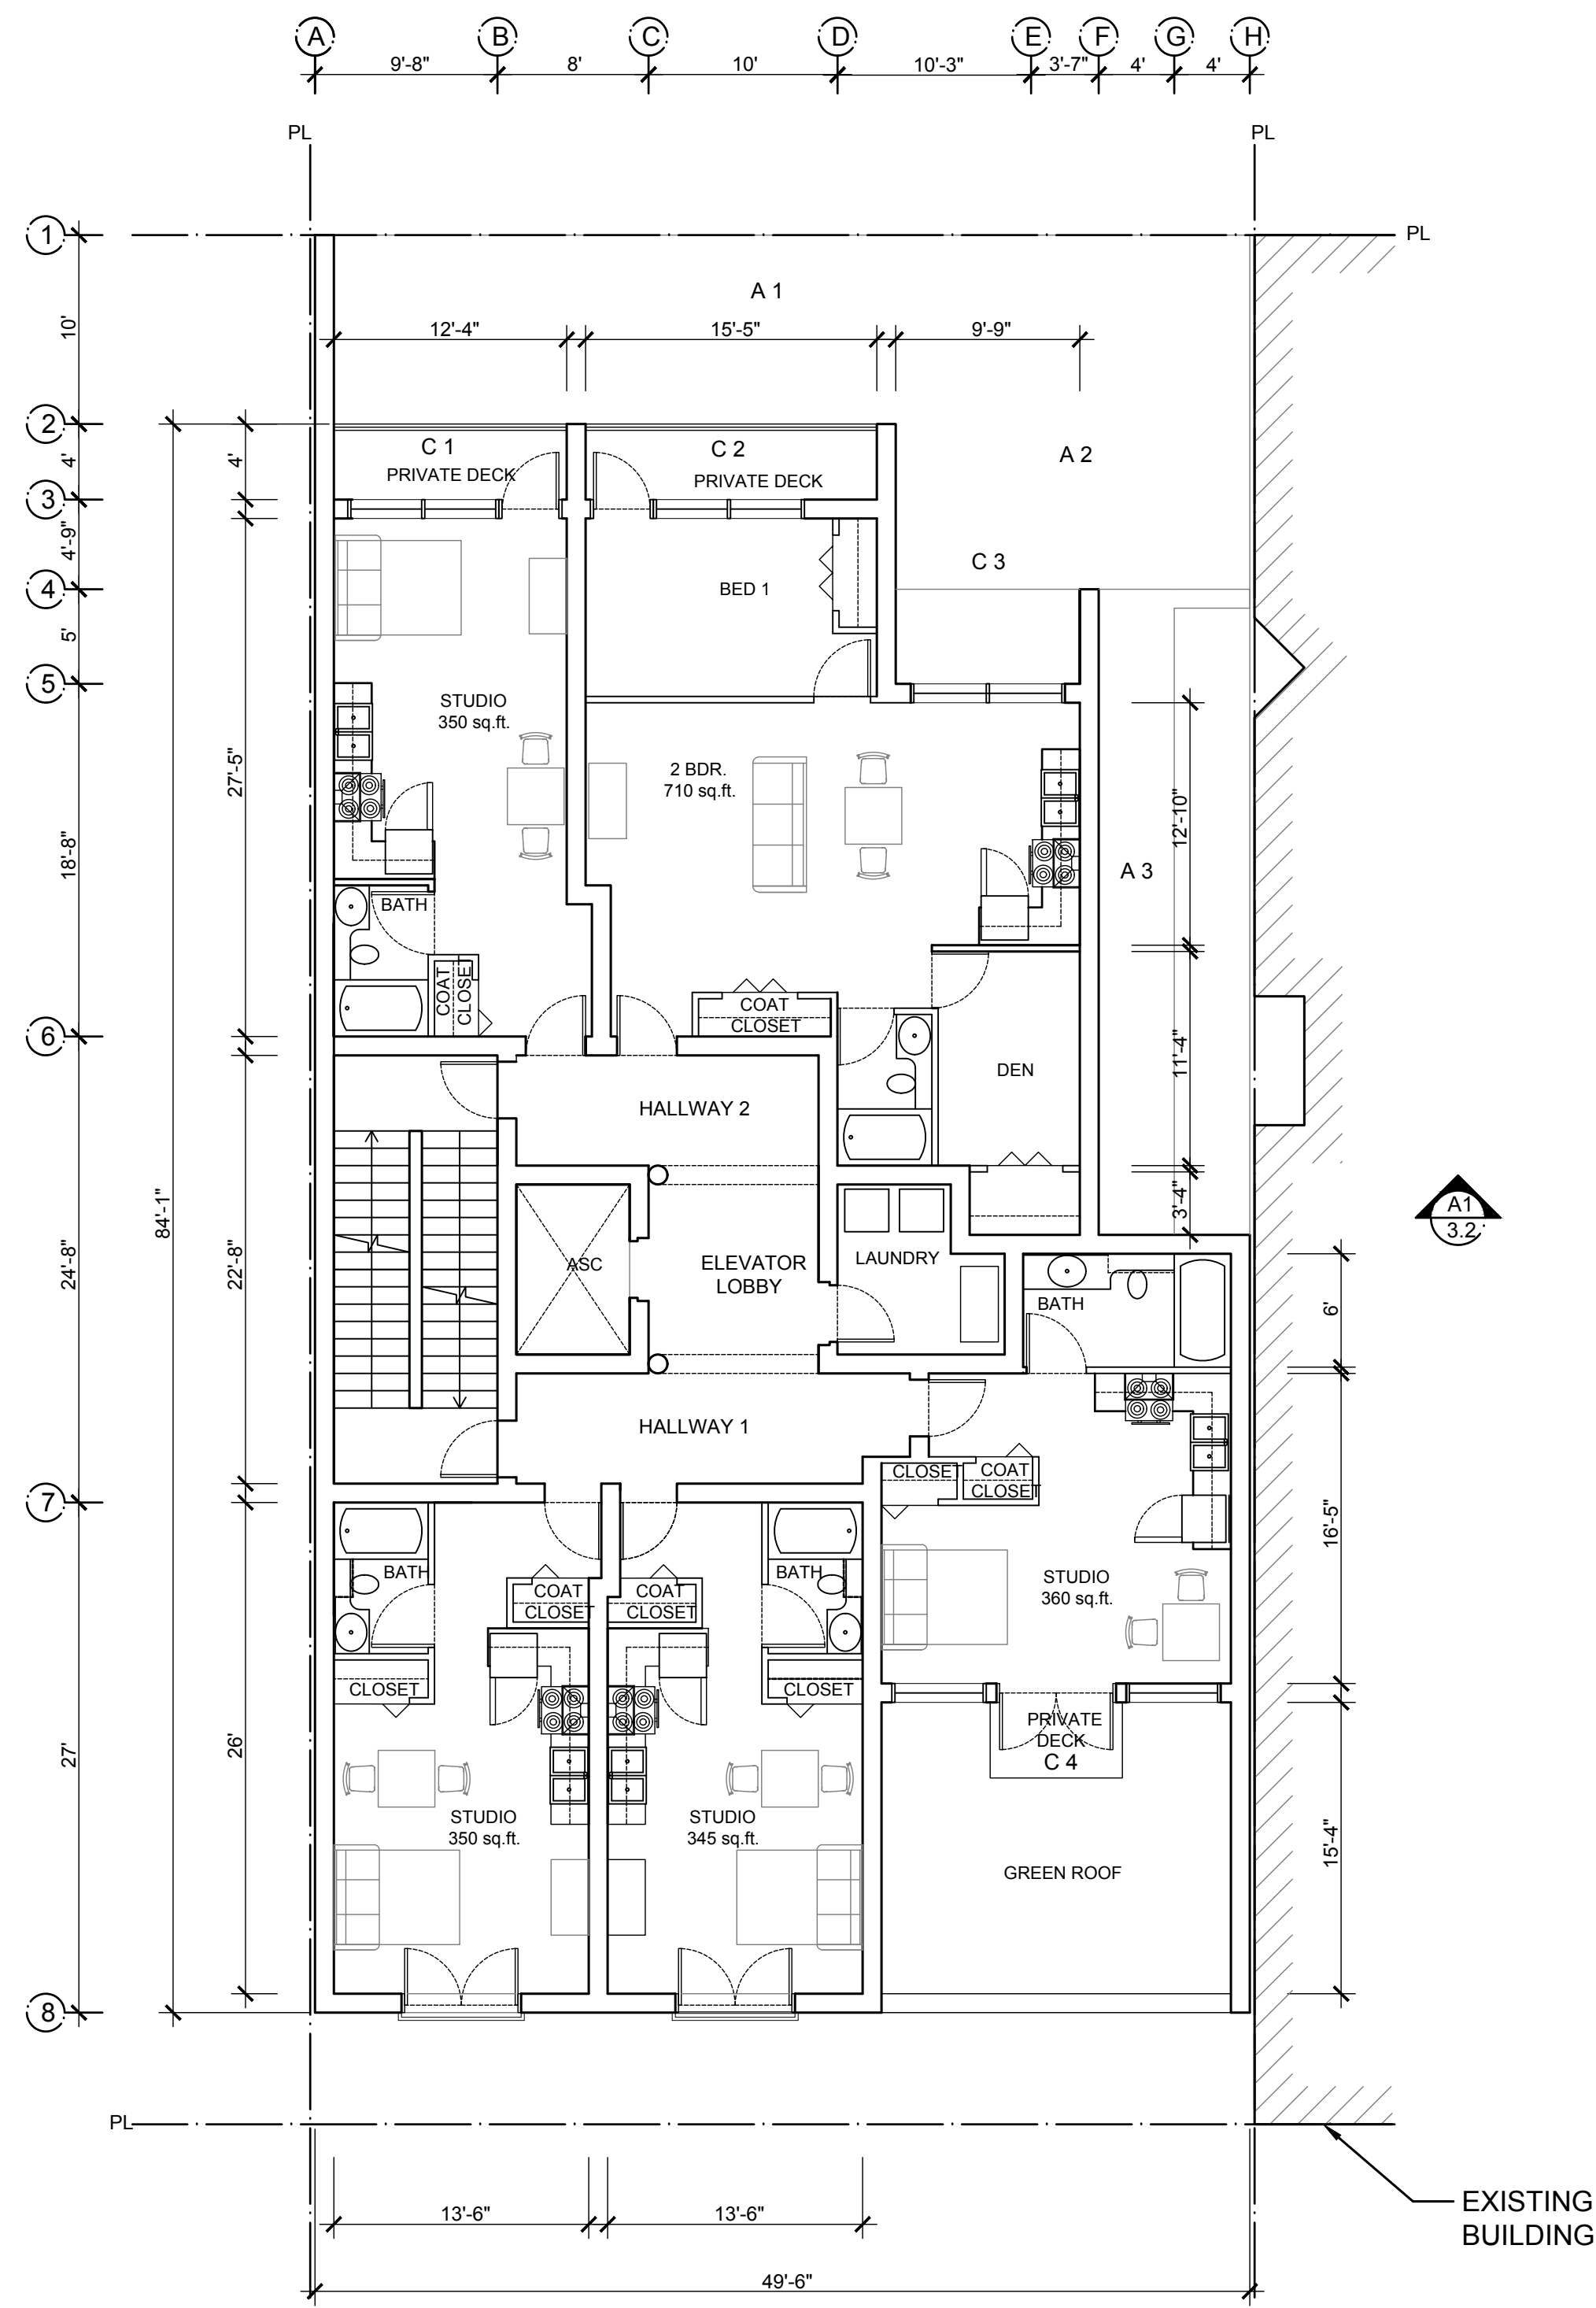 A B C D E F G H
9'-8" 8' 10' 10'-3" 3'-7" 4' 4'
PL PL
1
PL
A 1
10'
12'-4" 15'-5" 9'-9"
2
C 1
PRIVATE DECK
C 2
PRIVATE DECK
A 2
4' 4'
3
4'-9"
C 3
4
BED 1
5'
5
STUDIO
350 sq.ft.
2 BDR.
710 sq.ft.
27'-5"
12'-10"
18'-8"
A 3
BATH
COAT
CLOSET
COAT
CLOSET
6
DEN
11'-4"
HALLWAY 2
84'-1"
3'-4"
A1
3.2
24'-8"
22'-8"
ASC
ELEVATOR
LOBBY
LAUNDRY
BATH
6'
HALLWAY 1
CLOSET
COAT
CLOSET
7
16'-5"
BATH
BATH
COAT
CLOSET
COAT
CLOSET
STUDIO
360 sq.ft.
CLOSET
CLOSET
PRIVATE
DECK
C 4
27'
26'
STUDIO
350 sq.ft.
STUDIO
345 sq.ft.
15'-4"
GREEN ROOF
8
PL
EXISTING
BUILDING
13'-6" 13'-6"
49'-6"